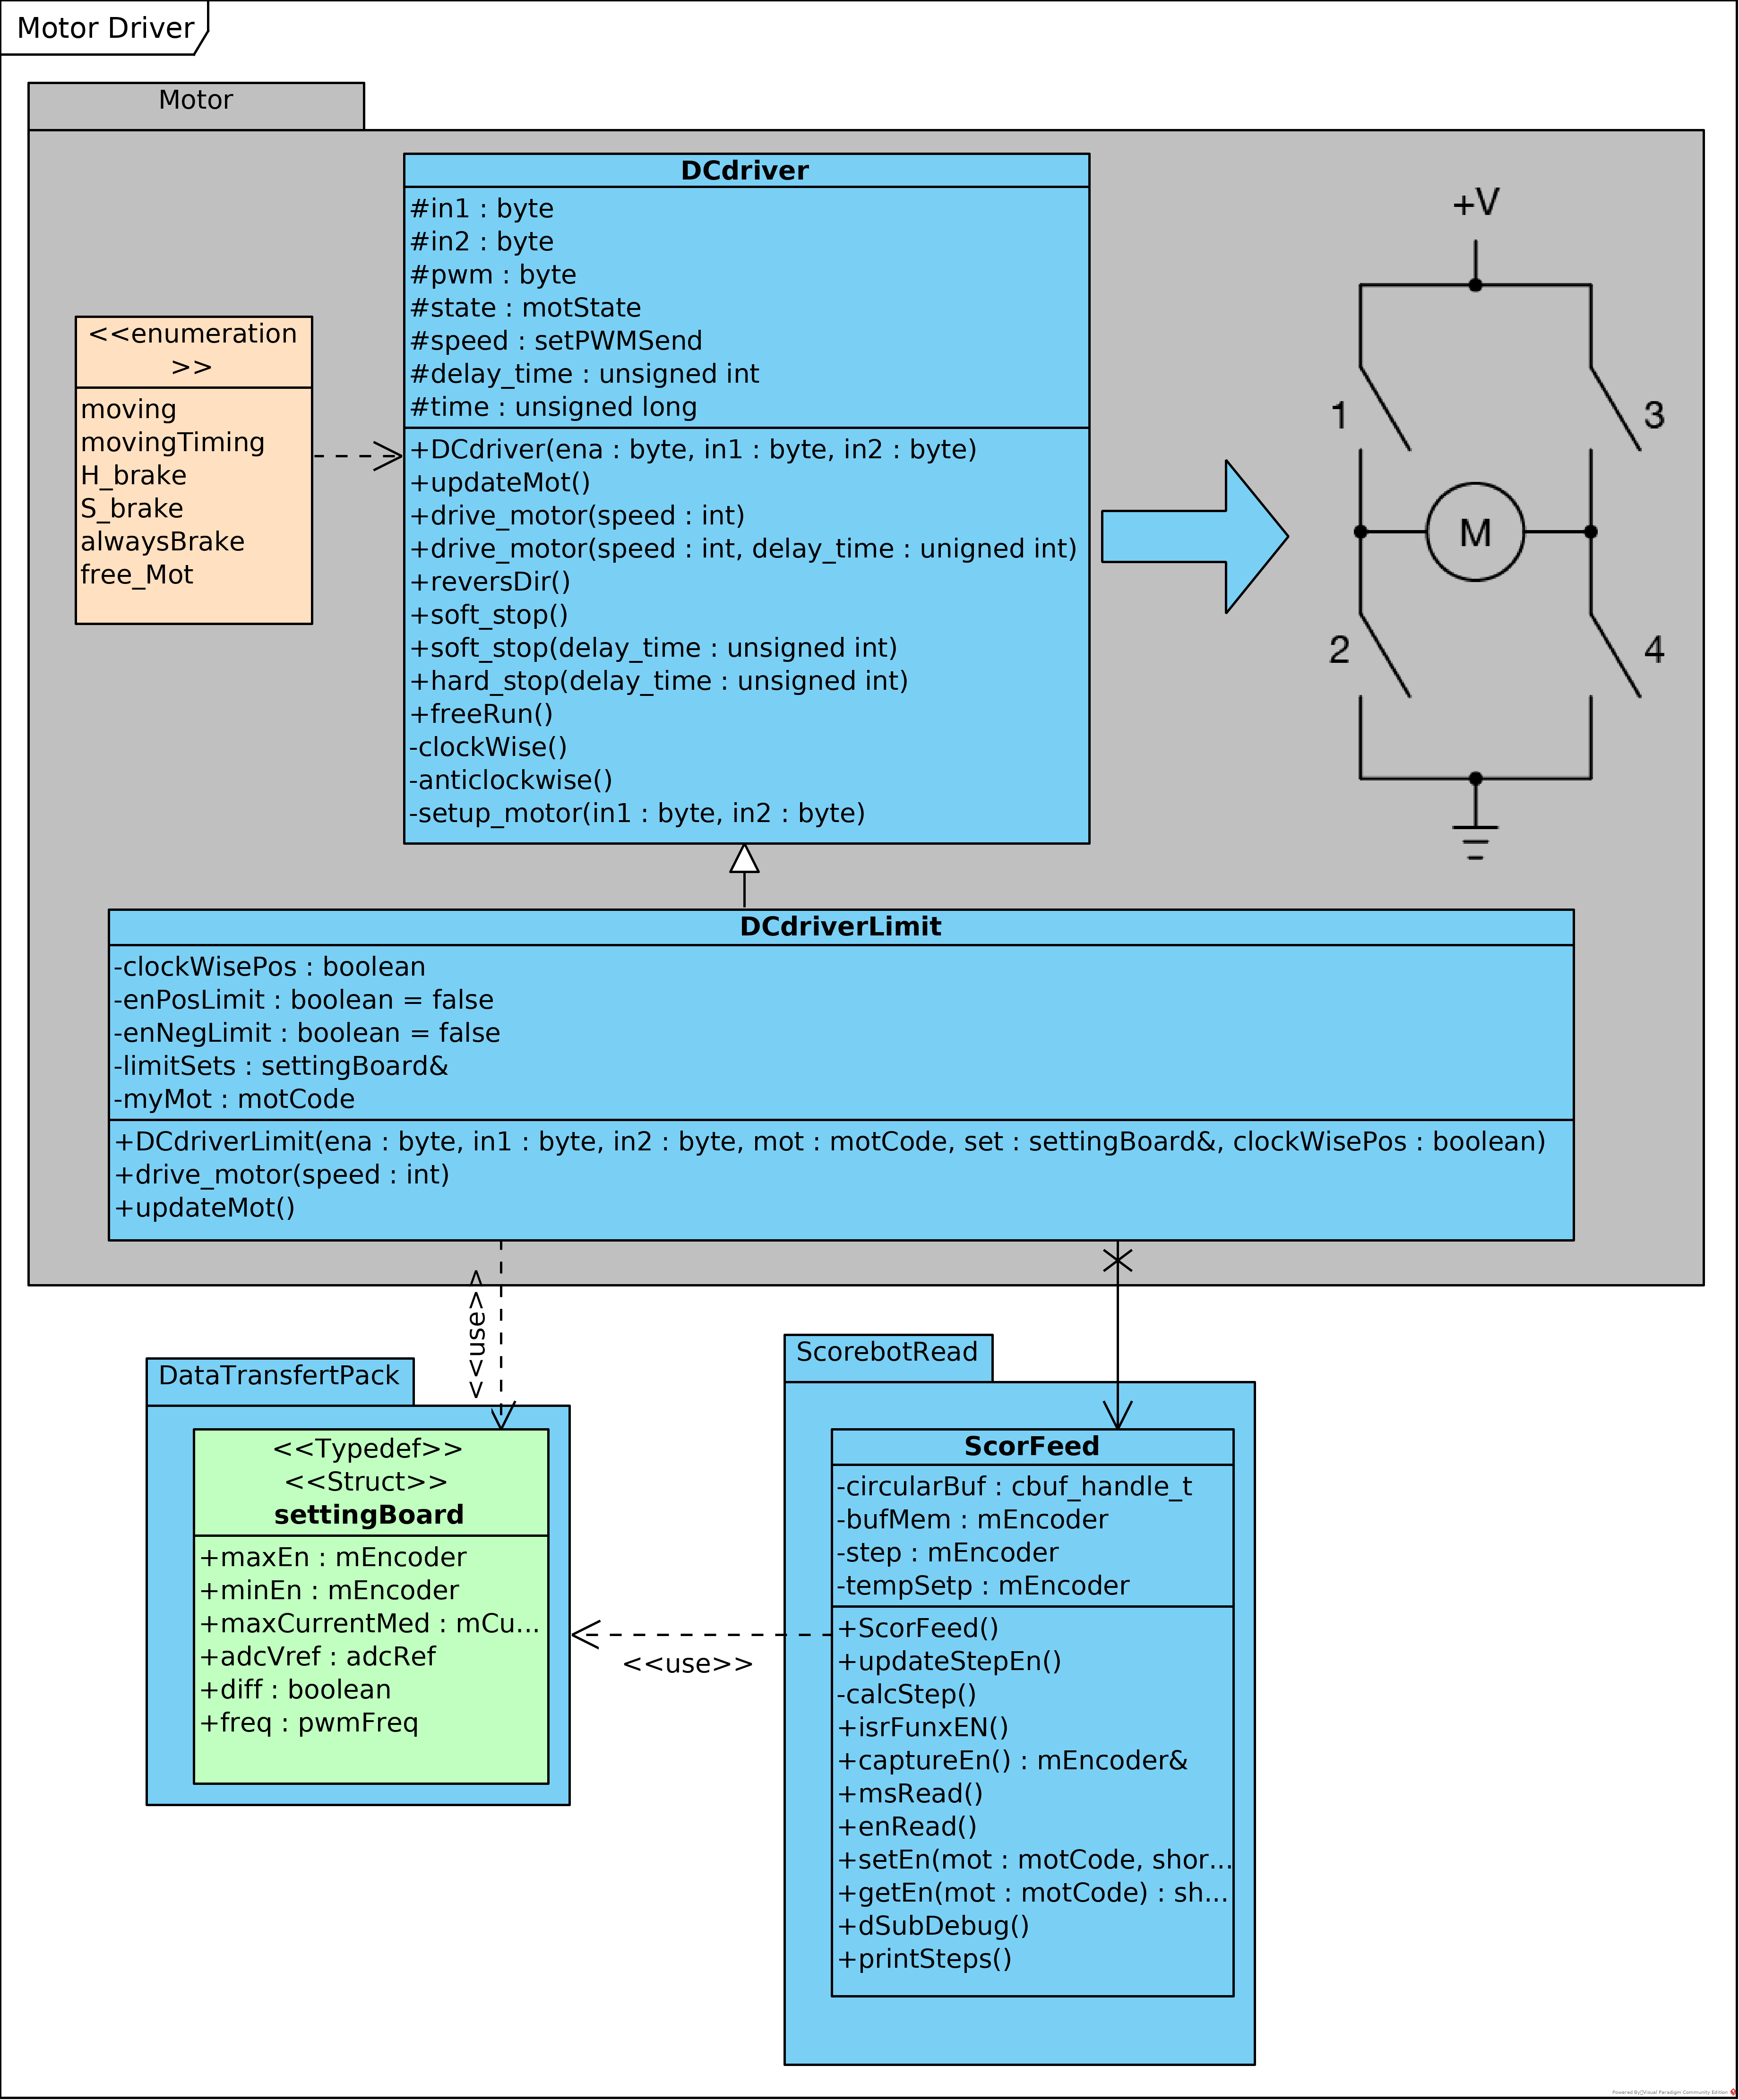 Motor Driver
Motor
DCdriver
#in1 : byte
#in2 : byte
#pwm : byte
#state : motState
#speed : setPWMSend
#delay_time : unsigned int
#time : unsigned long
+DCdriver(ena : byte, in1 : byte, in2 : byte)
+updateMot()
+drive_motor(speed : int)
+drive_motor(speed : int, delay_time : unigned int)
+reversDir()
+soft_stop()
+soft_stop(delay_time : unsigned int)
+hard_stop(delay_time : unsigned int)
+freeRun()
-clockWise()
-anticlockwise()
-setup_motor(in1 : byte, in2 : byte)
<<enumeration
>>
moving
movingTiming
H_brake
S_brake
alwaysBrake
free_Mot
+V
1
3
M
2
4
DCdriverLimit
-clockWisePos : boolean
-enPosLimit : boolean = false
-enNegLimit : boolean = false
-limitSets : settingBoard&
-myMot : motCode
+DCdriverLimit(ena : byte, in1 : byte, in2 : byte, mot : motCode, set : settingBoard&, clockWisePos : boolean)
+drive_motor(speed : int)
+updateMot()
<<use>>
DataTransfertPack
<<Typedef>>
<<Struct>>
settingBoard
+maxEn : mEncoder
+minEn : mEncoder
+maxCurrentMed : mCu...
+adcVref : adcRef
+diff : boolean
+freq : pwmFreq
<<use>>
ScorebotRead
ScorFeed
-circularBuf : cbuf_handle_t
-bufMem : mEncoder
-step : mEncoder
-tempSetp : mEncoder
+ScorFeed()
+updateStepEn()
-calcStep()
+isrFunxEN()
+captureEn() : mEncoder&
+msRead()
+enRead()
+setEn(mot : motCode, shor...
+getEn(mot : motCode) : sh...
+dSubDebug()
+printSteps()
Powered By Visual Paradigm Community Edition